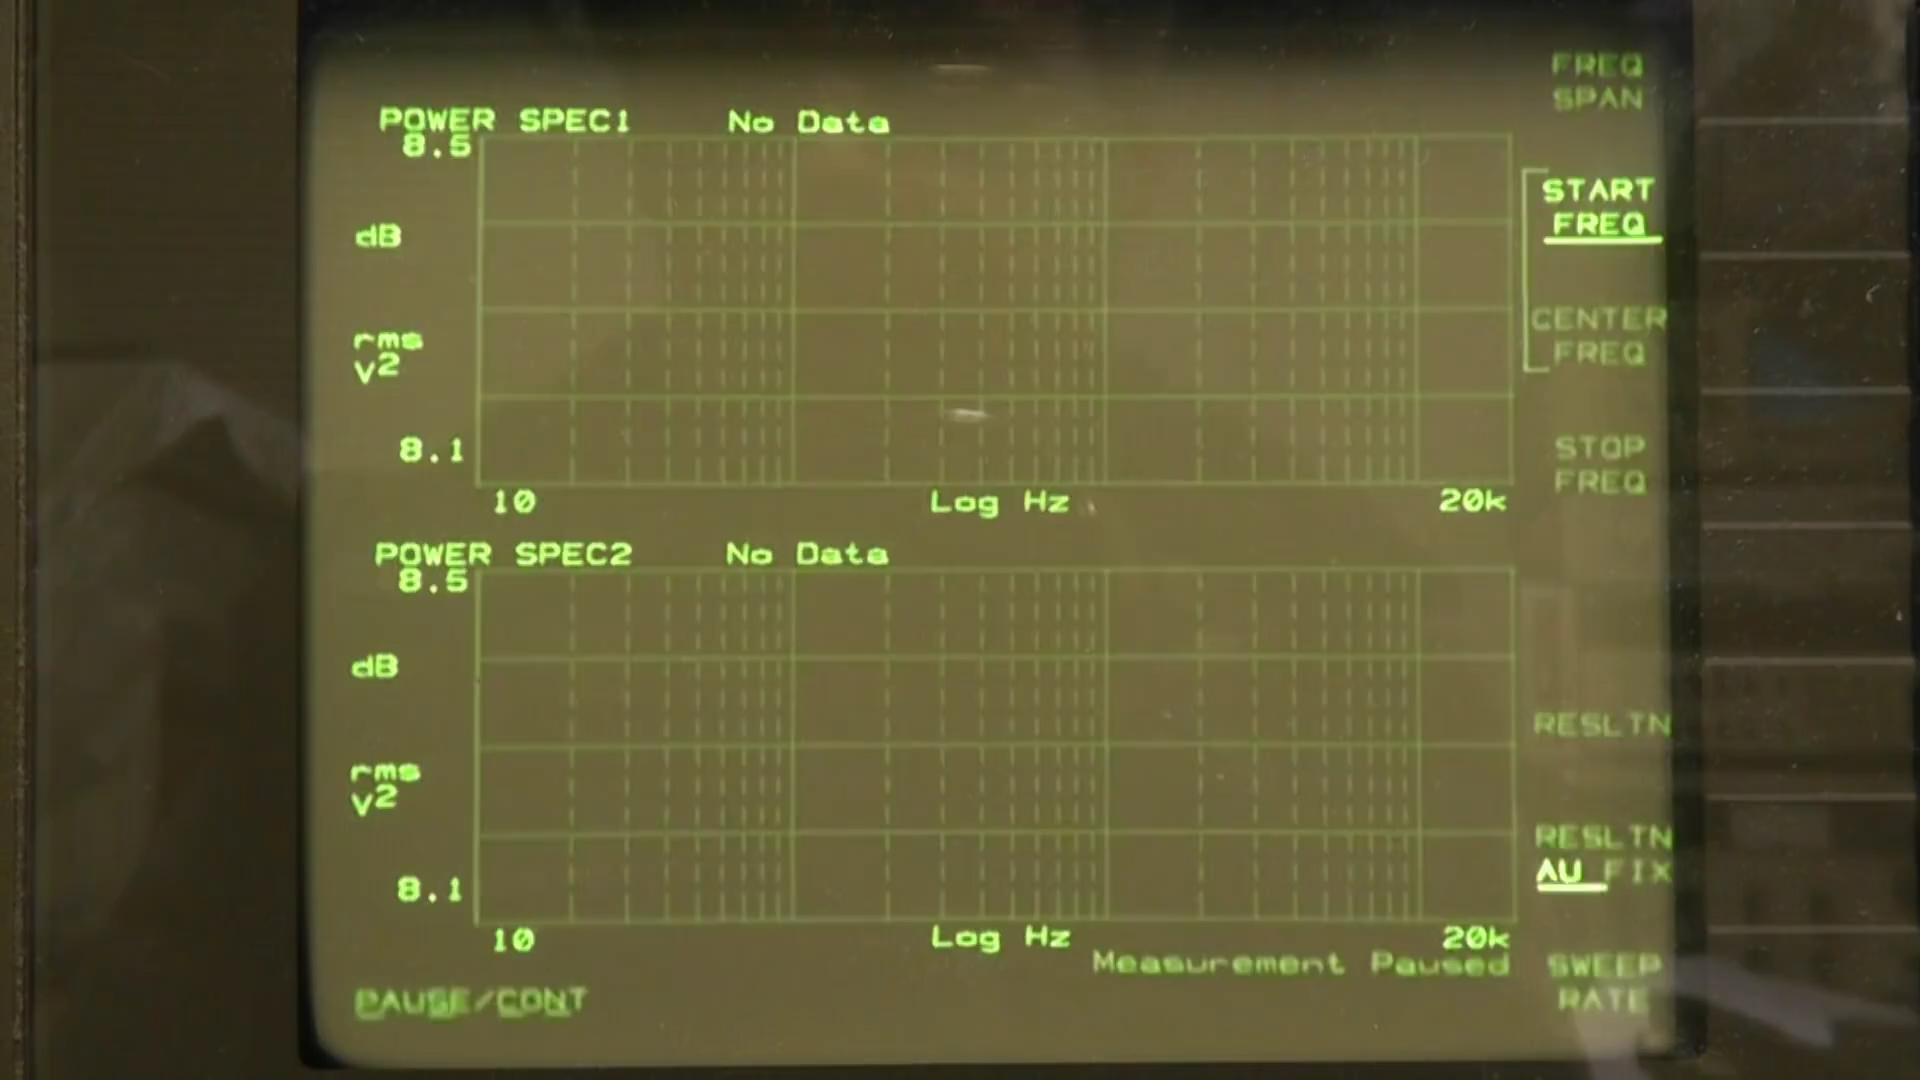 POWER SPEC1 No Data
8.5
dB
rms
V2
8.1
10 Log Hz 20k
POWER SPEC2 No Data
8.5
dB
rms
V2
8.1
10 Log Hz 20k
Measurement Paused
PAUSE/CONT
FREQ
SPAN
START
FREQ
CENTER
FREQ
STOP
FREQ
RESLTN
RESLTN
AU FIX
SWEEP
RATE